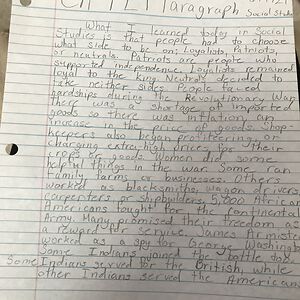 Paragraph
Social Studies
What I learned today in Social
Studies is that people had to choose
what side to be on; Loyalists, Patriots,
or neutrals. Patriots are people who
supported independence. Loyalists remained
loyal to the king. Neutrals decided to
take neither sides. People faced
hardships during the Revolutionary War.
there was a shortage of imported
goods so there was inflation, an
increase in the price of goods. Shop-
keepers also began profiteering, or
charging extra high prices for their
crops or goods. Women did some
helpful things in the war. Some ran
family farms or businesses. Others
worked as blacksmiths, wagon drivers,
carpenters, or shipbuilders. 5,000 African
Americans fought for the continental
Army. Many promised their freedom as
a reward for service. James Armistead
worked as a spy for George Washington
Some Indians joined the battle too.
Some Indians served for the British, while
other Indians served the Americans